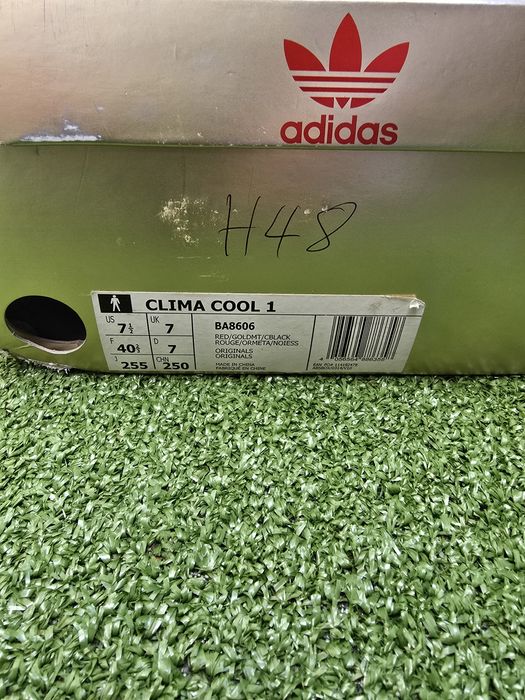 adidas
H48
CLIMA COOL 1
US 7½ UK 7
F 40⅔ D 7
J 255 CHN 250
BA8606
RED/GOLDMT/CBLACK
ROUGE/ORMETA/NOIESS
ORIGINALS
ORIGINALS
MADE IN CHINA
FABRIQUÉ EN CHINE